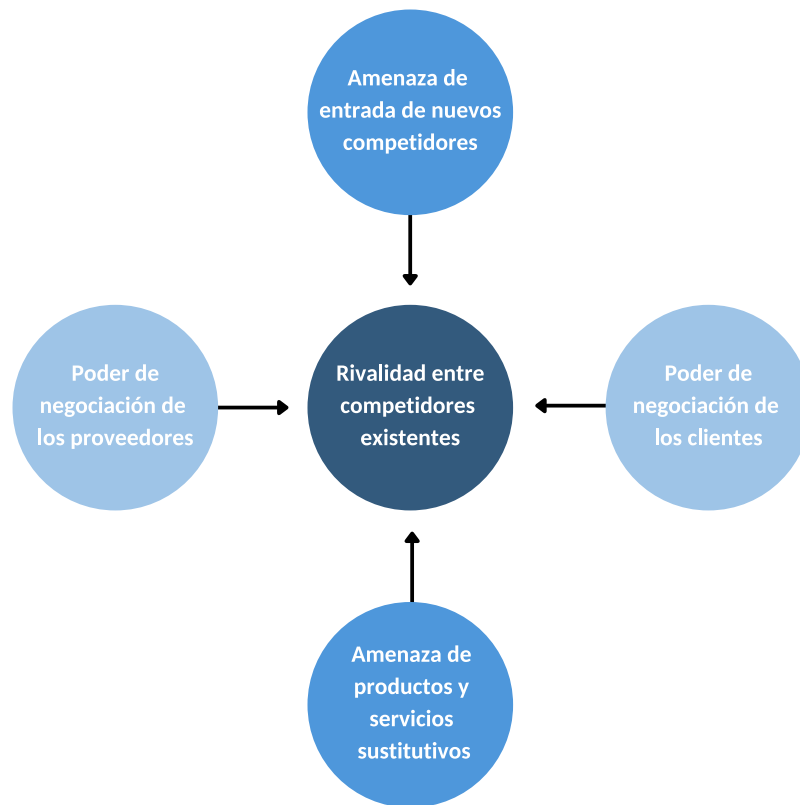 Amenaza de
entrada de nuevos
competidores
Poder de
negociación de
los proveedores
Rivalidad entre
competidores
existentes
Poder de
negociación de
los clientes
Amenaza de
productos y
servicios
sustitutivos